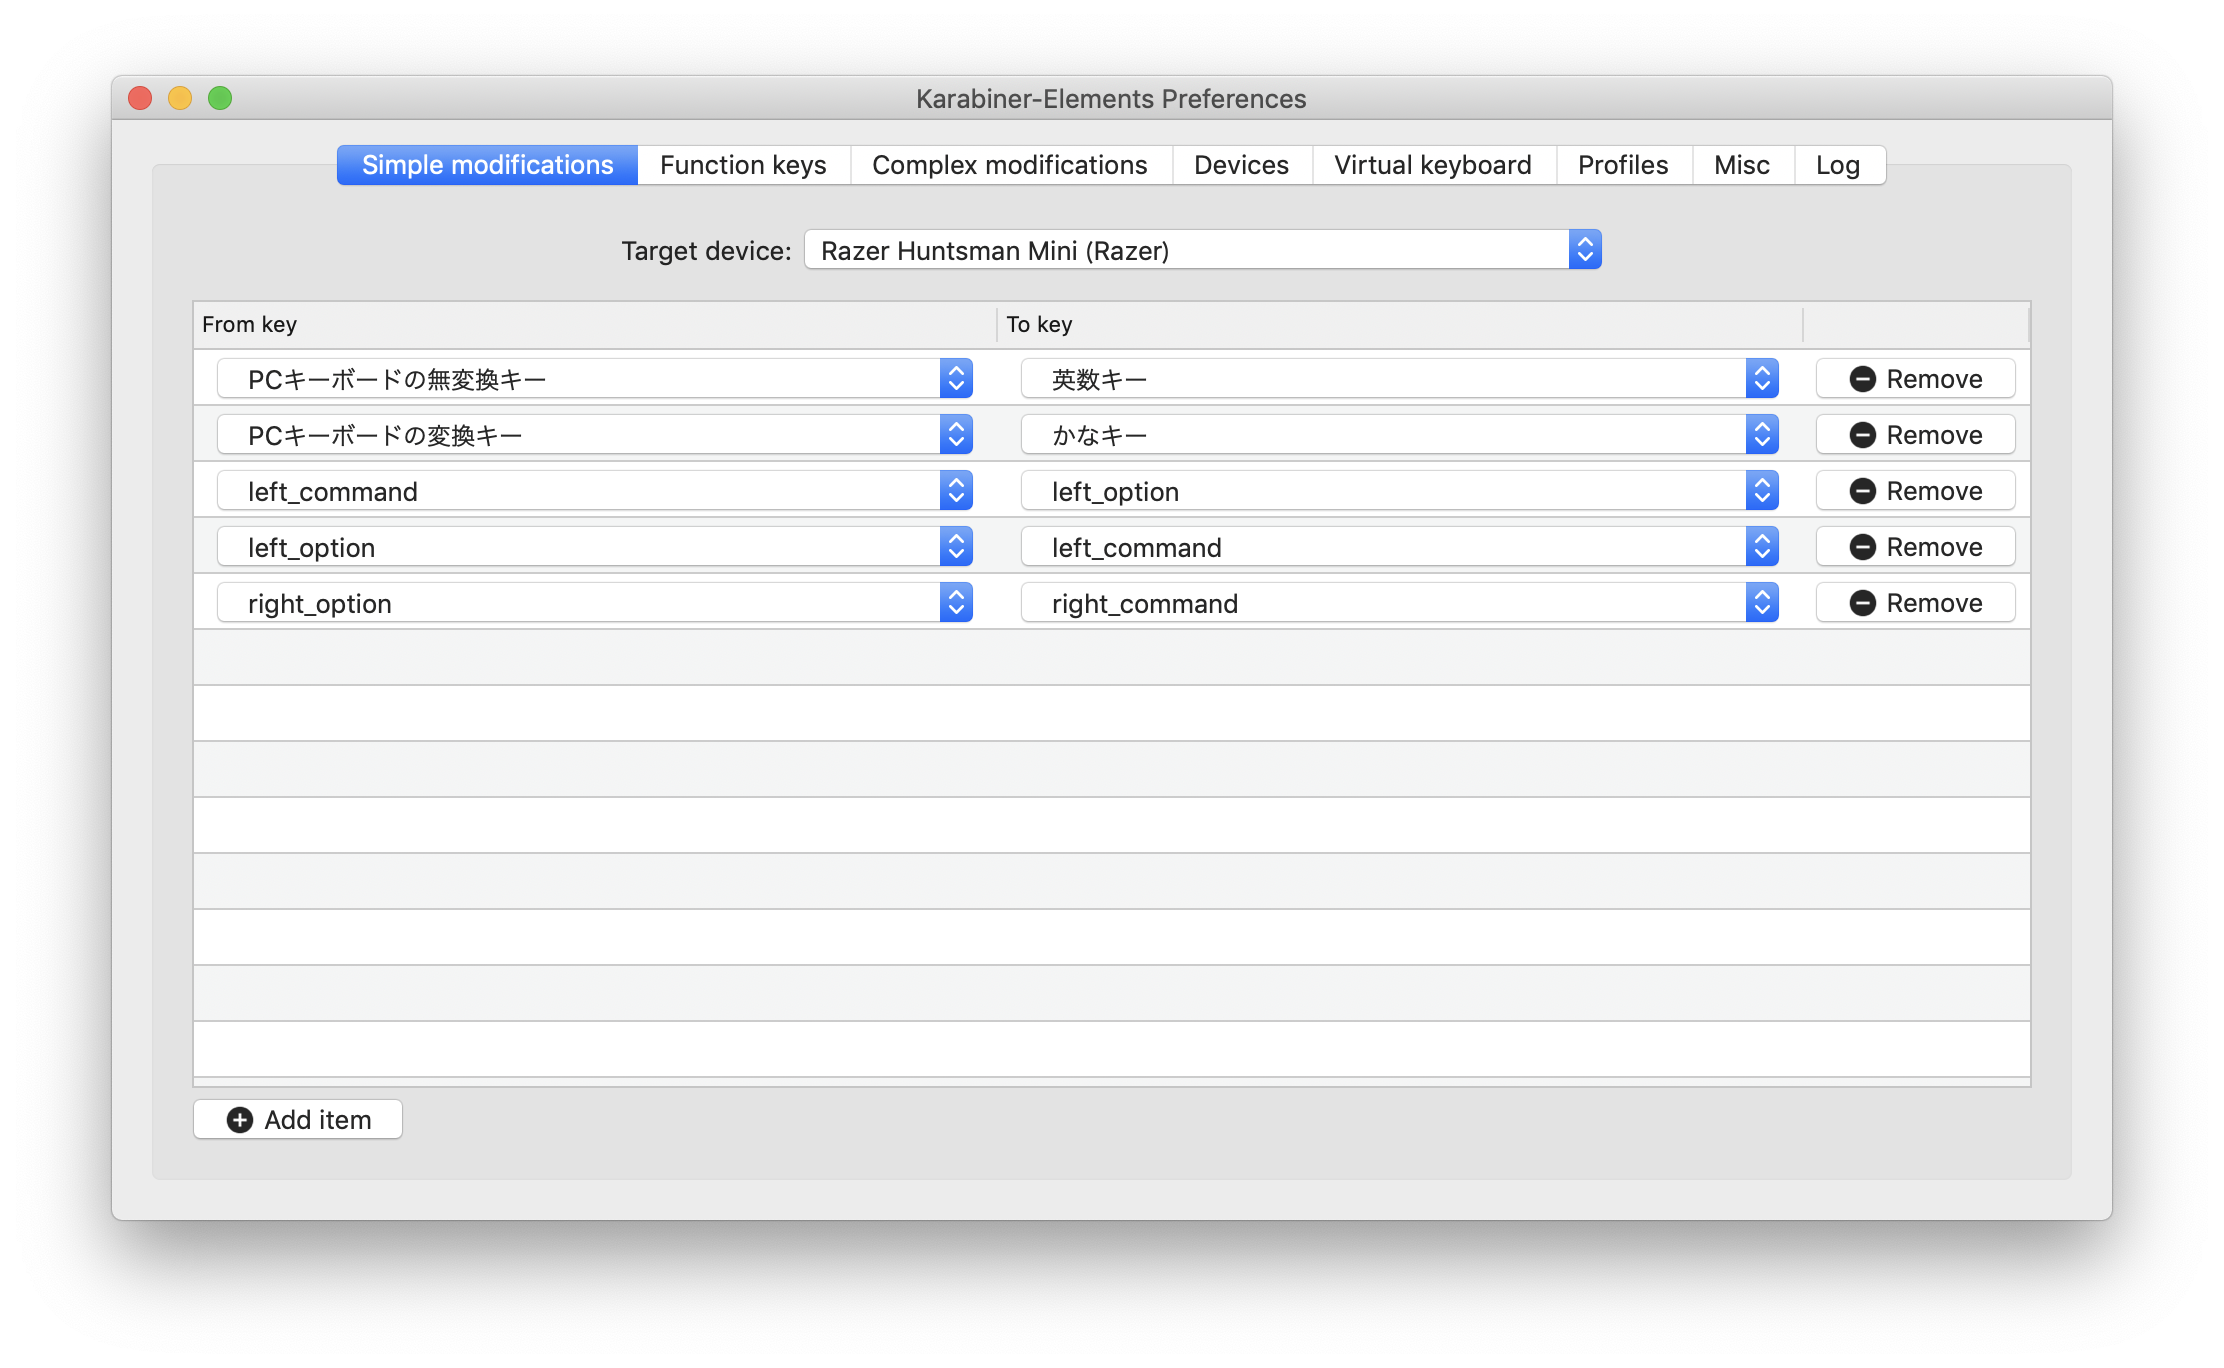 Karabiner-Elements Preferences
Simple modifications Function keys Complex modifications Devices Virtual keyboard Profiles Misc Log
Target device: Razer Huntsman Mini (Razer)
From key To key
PCキーボードの無変換キー 英数キー Remove
PCキーボードの変換キー かなキー Remove
left_command left_option Remove
left_option left_command Remove
right_option right_command Remove
Add item